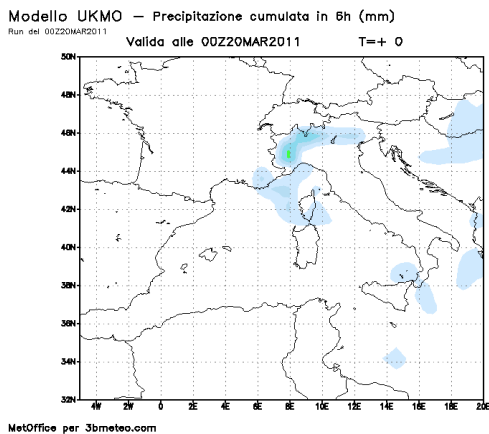 Modello UKMO – Precipitazione cumulata in 6h (mm)
Run del 00Z20MAR2011
Valida alle 00Z20MAR2011 T=+ 0
50N
48N
46N
44N
42N
40N
38N
36N
34N
32N
4W 2W 0 2E 4E 6E 8E 10E 12E 14E 16E 18E 20E
MetOffice per 3bmeteo.com